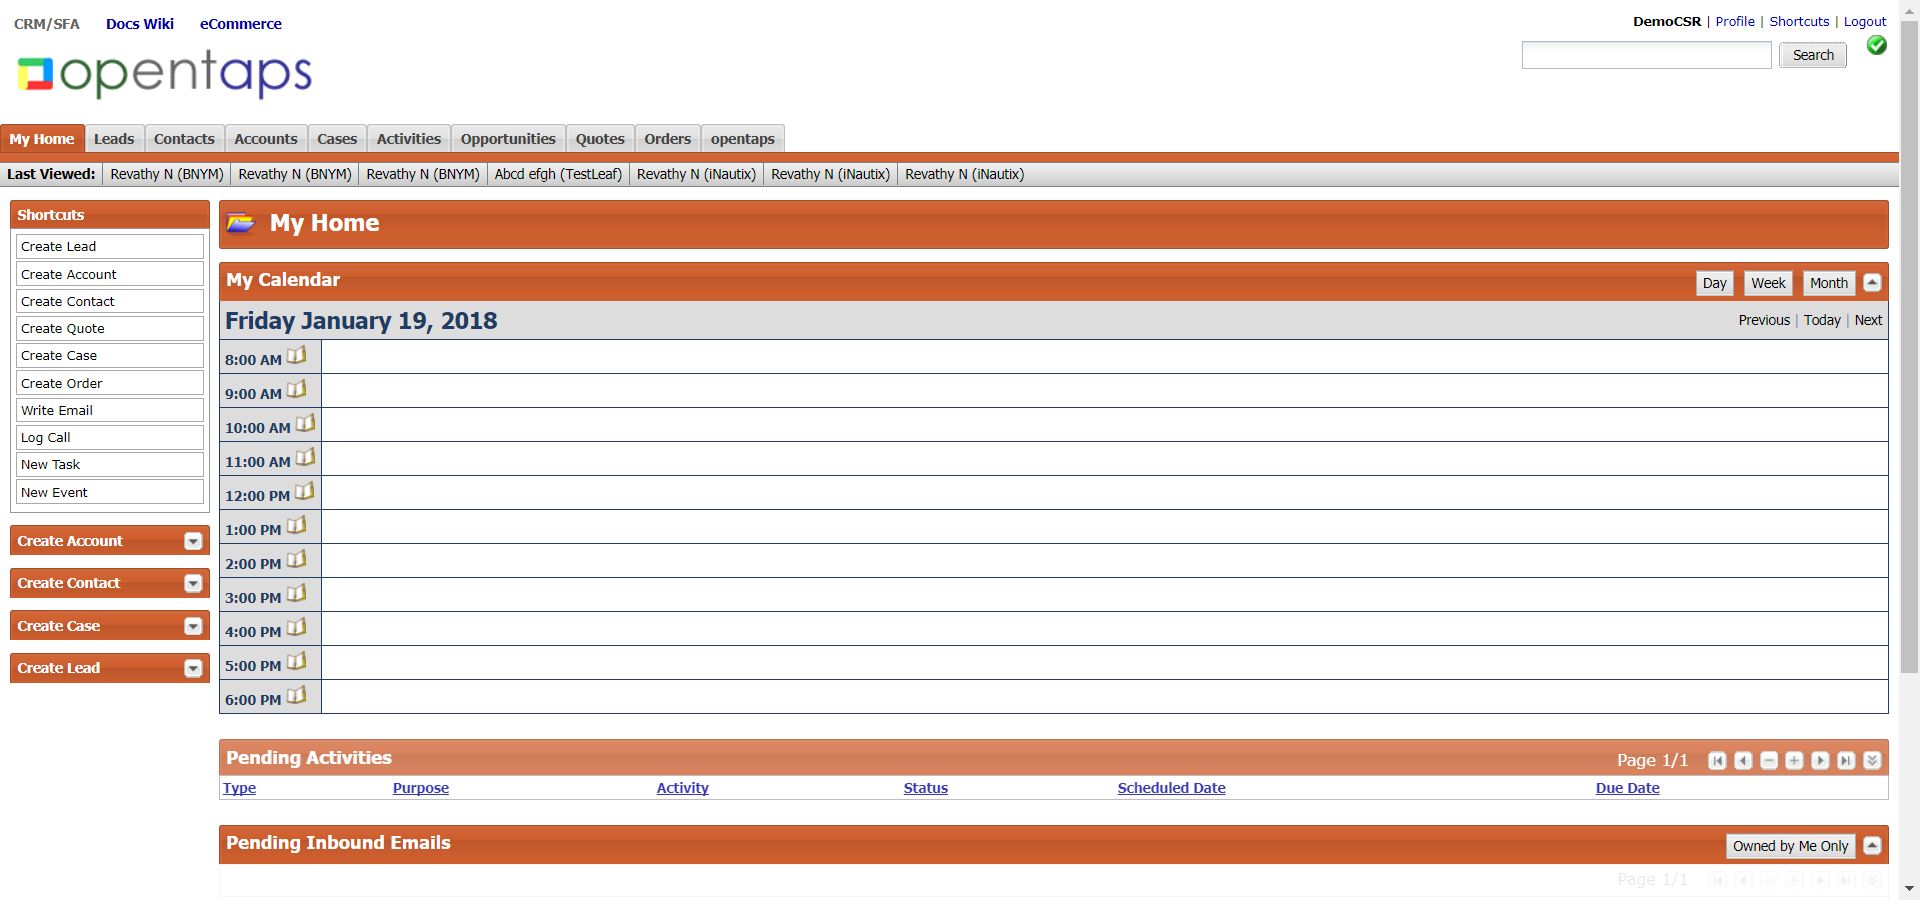 CRM/SFA Docs Wiki eCommerce
DemoCSR | Profile | Shortcuts | Logout
opentaps
Search
My Home Leads Contacts Accounts Cases Activities Opportunities Quotes Orders opentaps
Last Viewed: Revathy N (BNYM) Revathy N (BNYM) Revathy N (BNYM) Abcd efgh (TestLeaf) Revathy N (iNautix) Revathy N (iNautix) Revathy N (iNautix)
Shortcuts
Create Lead
Create Account
Create Contact
Create Quote
Create Case
Create Order
Write Email
Log Call
New Task
New Event
Create Account
Create Contact
Create Case
Create Lead
My Home
My Calendar
Day Week Month
Friday January 19, 2018
Previous | Today | Next
8:00 AM
9:00 AM
10:00 AM
11:00 AM
12:00 PM
1:00 PM
2:00 PM
3:00 PM
4:00 PM
5:00 PM
6:00 PM
Pending Activities
Page 1/1
Type Purpose Activity Status Scheduled Date Due Date
Pending Inbound Emails
Owned by Me Only
Page 1/1